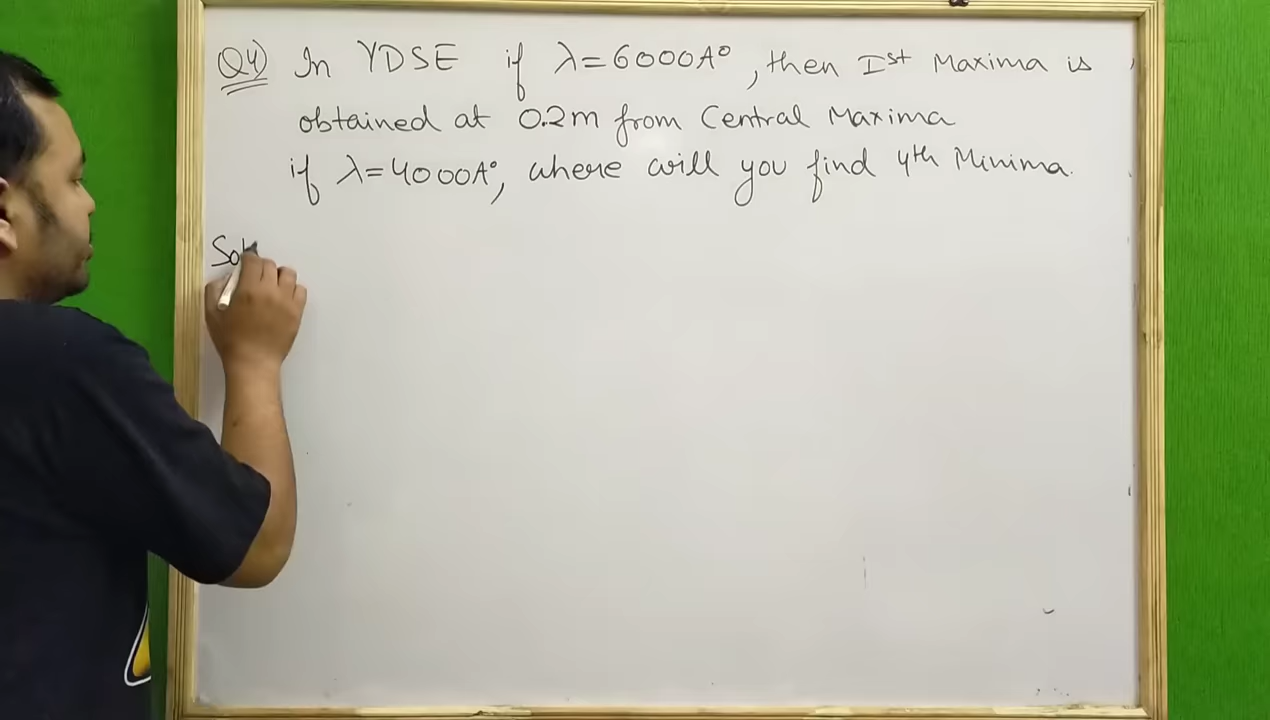 Q4) In YDSE if λ=6000A°, then Ist Maxima is
obtained at 0.2m from Central Maxima
if λ=4000A°, where will you find 4th Minima.
Sol